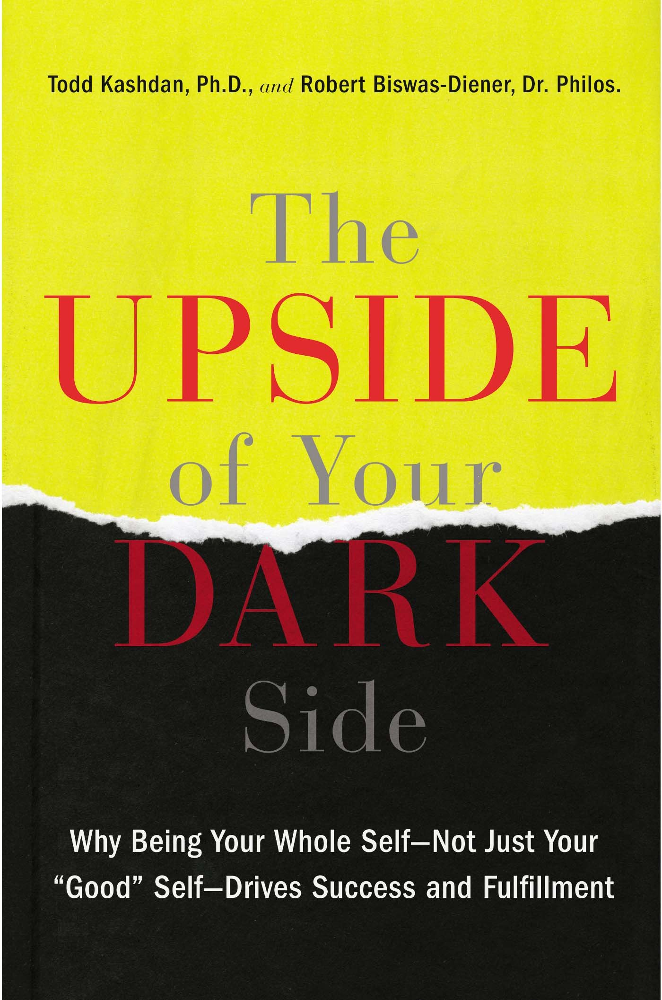 Todd Kashdan, Ph.D., and Robert Biswas-Diener, Dr. Philos.
The
UPSIDE
of Your
DARK
Side
Why Being Your Whole Self—Not Just Your
“Good” Self—Drives Success and Fulfillment